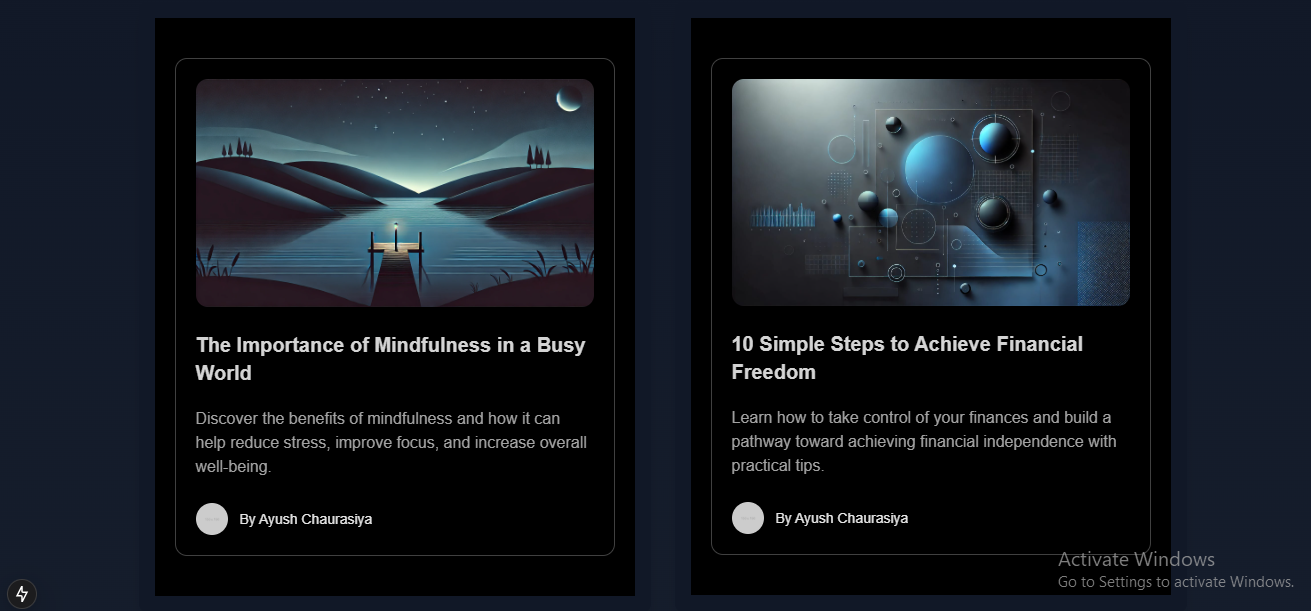 The Importance of Mindfulness in a Busy
World
Discover the benefits of mindfulness and how it can
help reduce stress, improve focus, and increase overall
well-being.
By Ayush Chaurasiya
10 Simple Steps to Achieve Financial
Freedom
Learn how to take control of your finances and build a
pathway toward achieving financial independence with
practical tips.
By Ayush Chaurasiya
Activate Windows
Go to Settings to activate Windows.